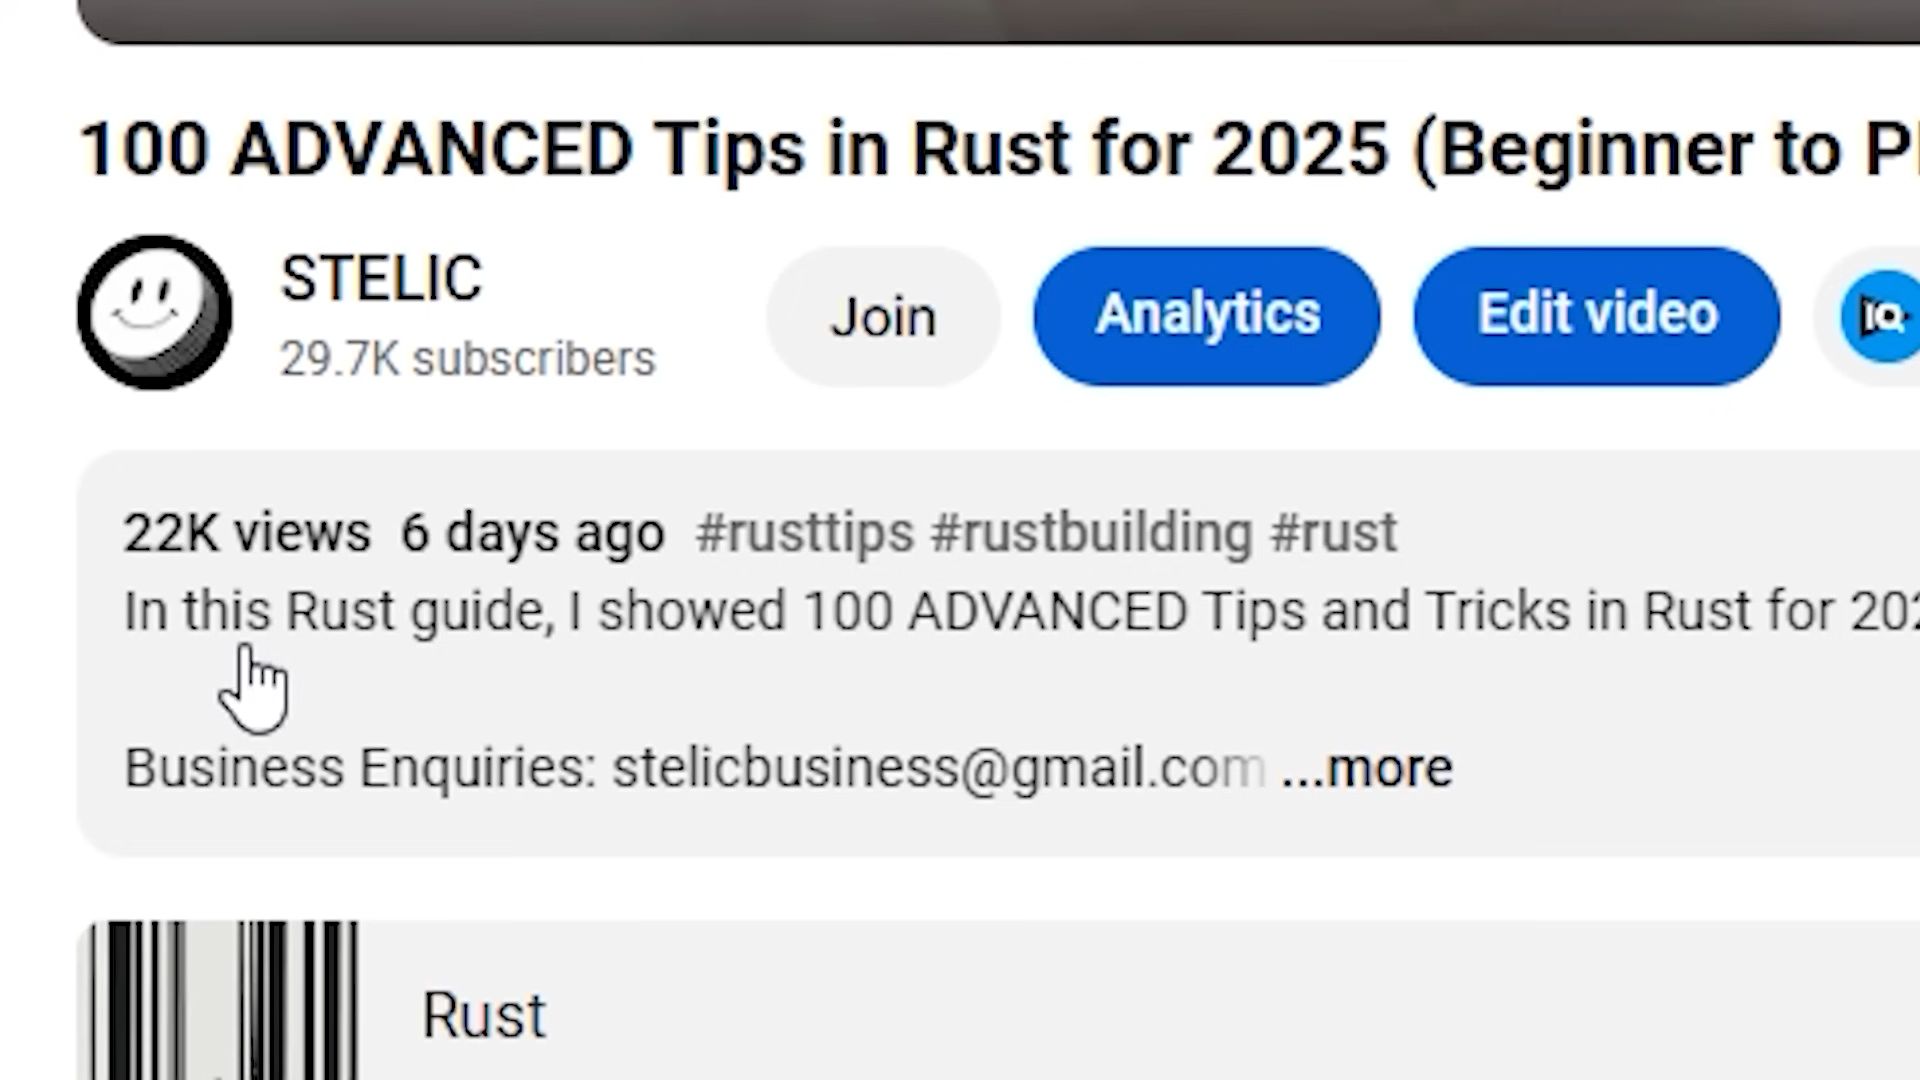 100 ADVANCED Tips in Rust for 2025 (Beginner to
STELIC
29.7K subscribers
Join
Analytics
Edit video
IQ
22K views 6 days ago #rusttips #rustbuilding #rust
In this Rust guide, I showed 100 ADVANCED Tips and Tricks in Rust for
Business Enquiries: stelicbusiness@gmail.com ...more
Rust